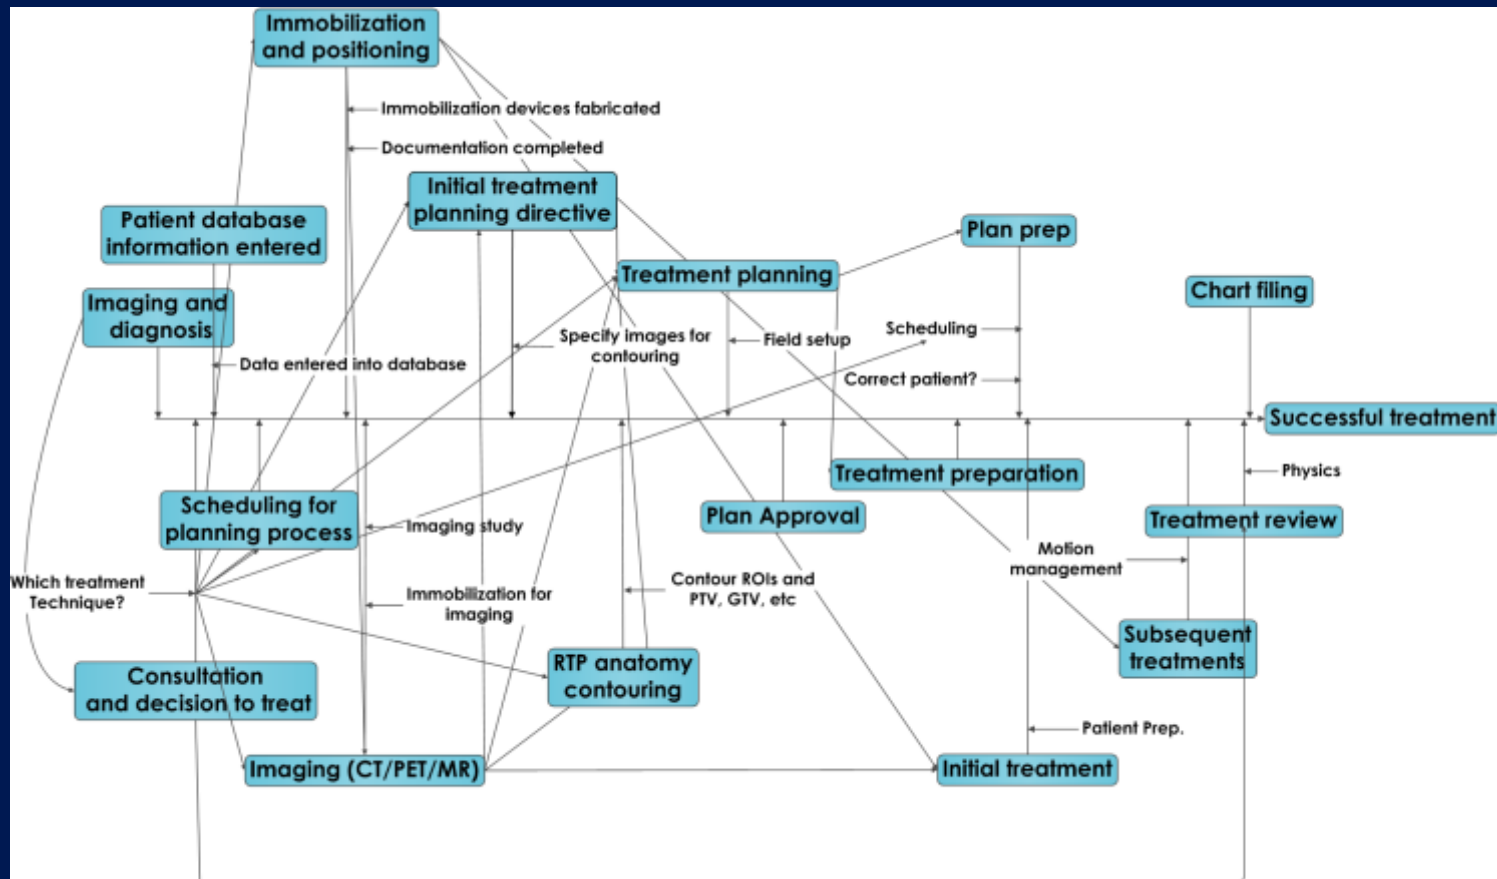 Immobilization
and positioning
Immobilization devices fabricated
Documentation completed
Initial treatment
planning directive
Patient database
information entered
Plan prep
Treatment planning
Imaging and
diagnosis
Chart filing
Scheduling
Specify images for
contouring
Field setup
Data entered into database
Correct patient?
Successful treatment
Treatment preparation
Physics
Scheduling for
planning process
Plan Approval
Treatment review
Imaging study
Motion
management
Which treatment
Technique?
Immobilization for
imaging
Contour ROIs and
PTV, GTV, etc
Subsequent
treatments
RTP anatomy
contouring
Consultation
and decision to treat
Patient Prep.
Imaging (CT/PET/MR)
Initial treatment